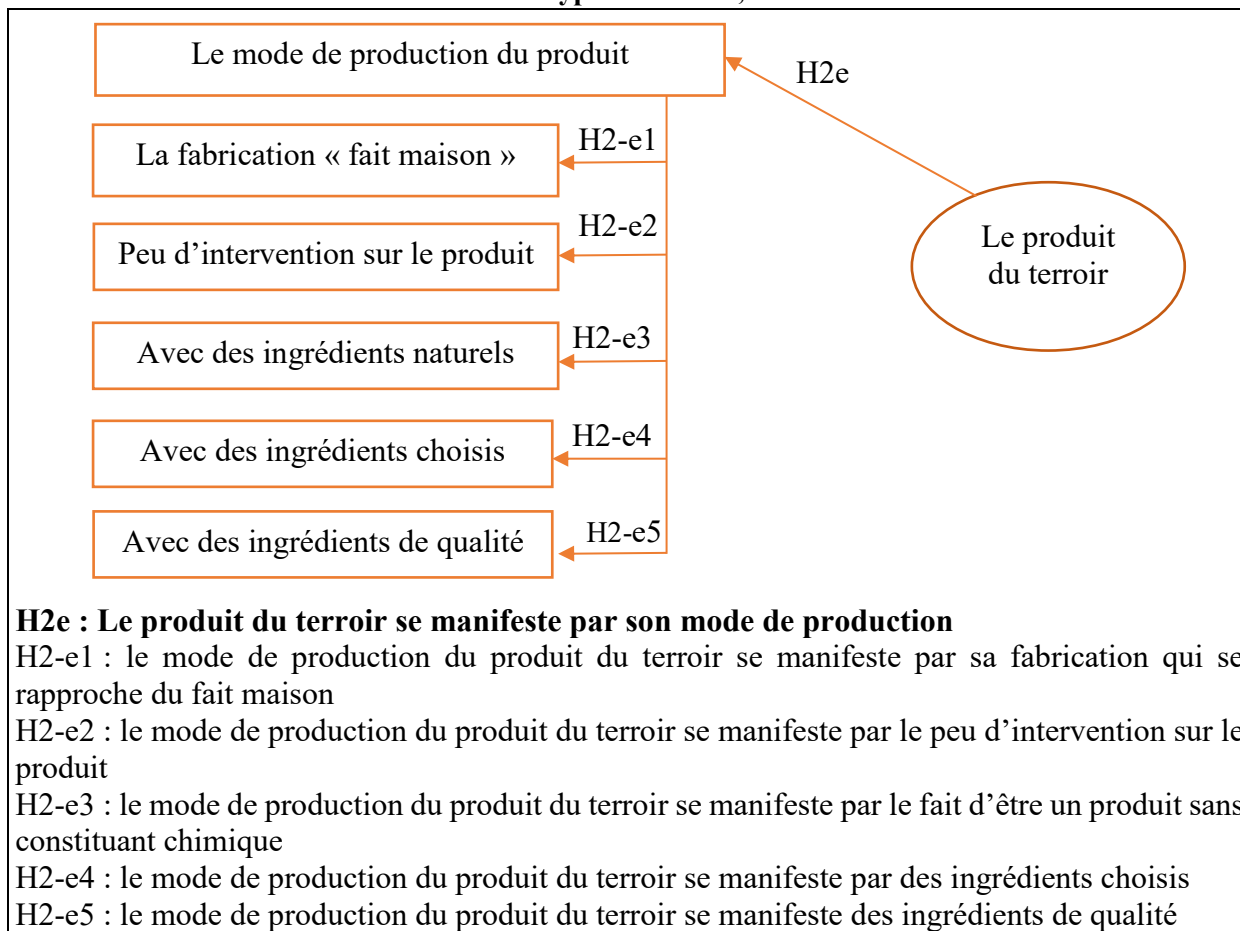 Le mode de production du produit
H2e
La fabrication « fait maison »
H2-e1
Peu d’intervention sur le produit
H2-e2
Le produit
du terroir
Avec des ingrédients naturels
H2-e3
Avec des ingrédients choisis
H2-e4
Avec des ingrédients de qualité
H2-e5
H2e : Le produit du terroir se manifeste par son mode de production
H2-e1 : le mode de production du produit du terroir se manifeste par sa fabrication qui se
rapproche du fait maison
H2-e2 : le mode de production du produit du terroir se manifeste par le peu d’intervention sur le
produit
H2-e3 : le mode de production du produit du terroir se manifeste par le fait d’être un produit sans
constituant chimique
H2-e4 : le mode de production du produit du terroir se manifeste par des ingrédients choisis
H2-e5 : le mode de production du produit du terroir se manifeste des ingrédients de qualité